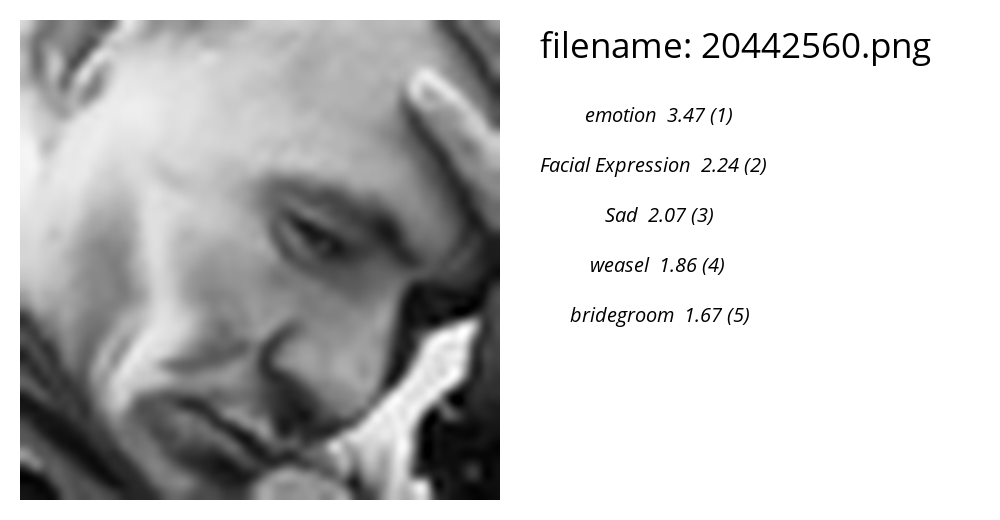 filename: 20442560.png
emotion 3.47 (1)
Facial Expression 2.24 (2)
Sad 2.07 (3)
weasel 1.86 (4)
bridegroom 1.67 (5)